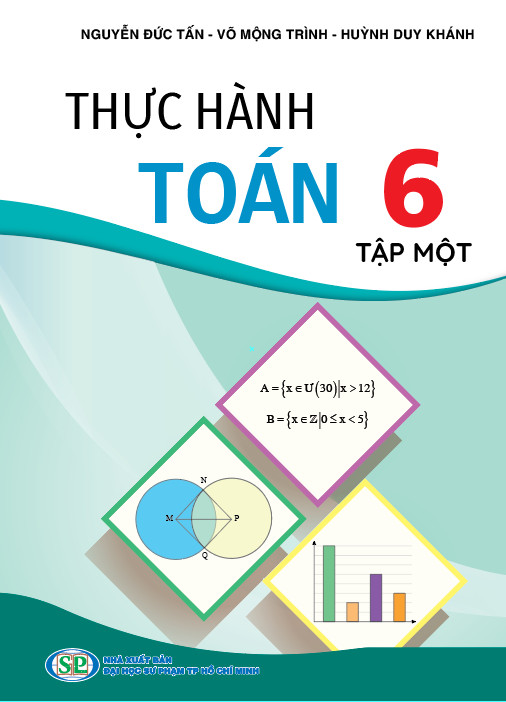 NGUYỄN ĐỨC TẤN - VÕ MỘNG TRÌNH - HUỲNH DUY KHÁNH
THỰC HÀNH
TOÁN 6
TẬP MỘT
A = {x ∈ Ư(30)|x > 12}
B = {x ∈ Z|0 ≤ x < 5}
N
M
P
Q
SP
NHÀ XUẤT BẢN
ĐẠI HỌC SƯ PHẠM TP HỒ CHÍ MINH